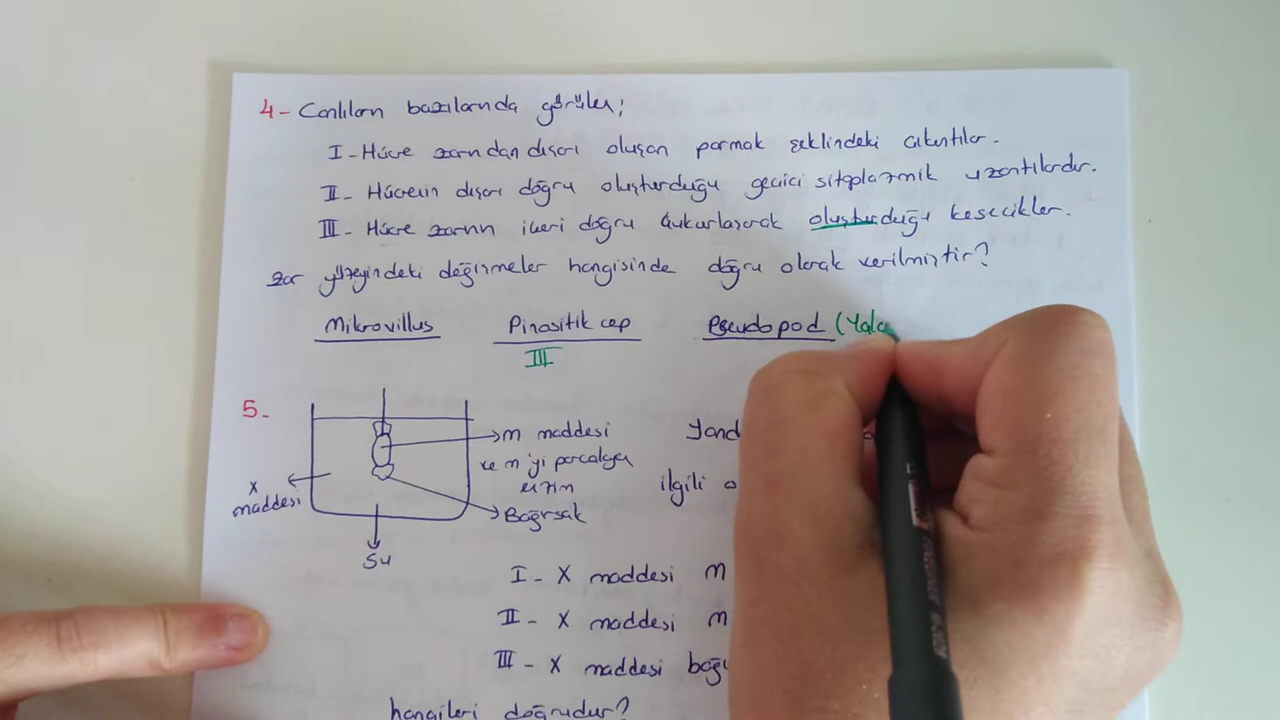 4- Canlıların bazılarında görülen;
I- Hücre zarından dışarı oluşan parmak şeklindeki çıkıntılar.
II- Hücrenin dışarı doğru oluşturduğu geçici sitoplazmik uzantılardır.
III- Hücre zarının içeri doğru çukurlaşarak oluşturduğu kesecikler.
zar yüzeyindeki değişmeler hangisinde doğru olarak verilmiştir?
Mikrovillus Pinositik cep Pseudopod (Yala
III
5-
m maddesi
ve m'yi parçalayan
enzim
Bağırsak
X
maddesi
Su
Yand
ilgili o
I- X maddesi m
II- X maddesi m
III- X maddesi bağı
hangileri doğrudur?